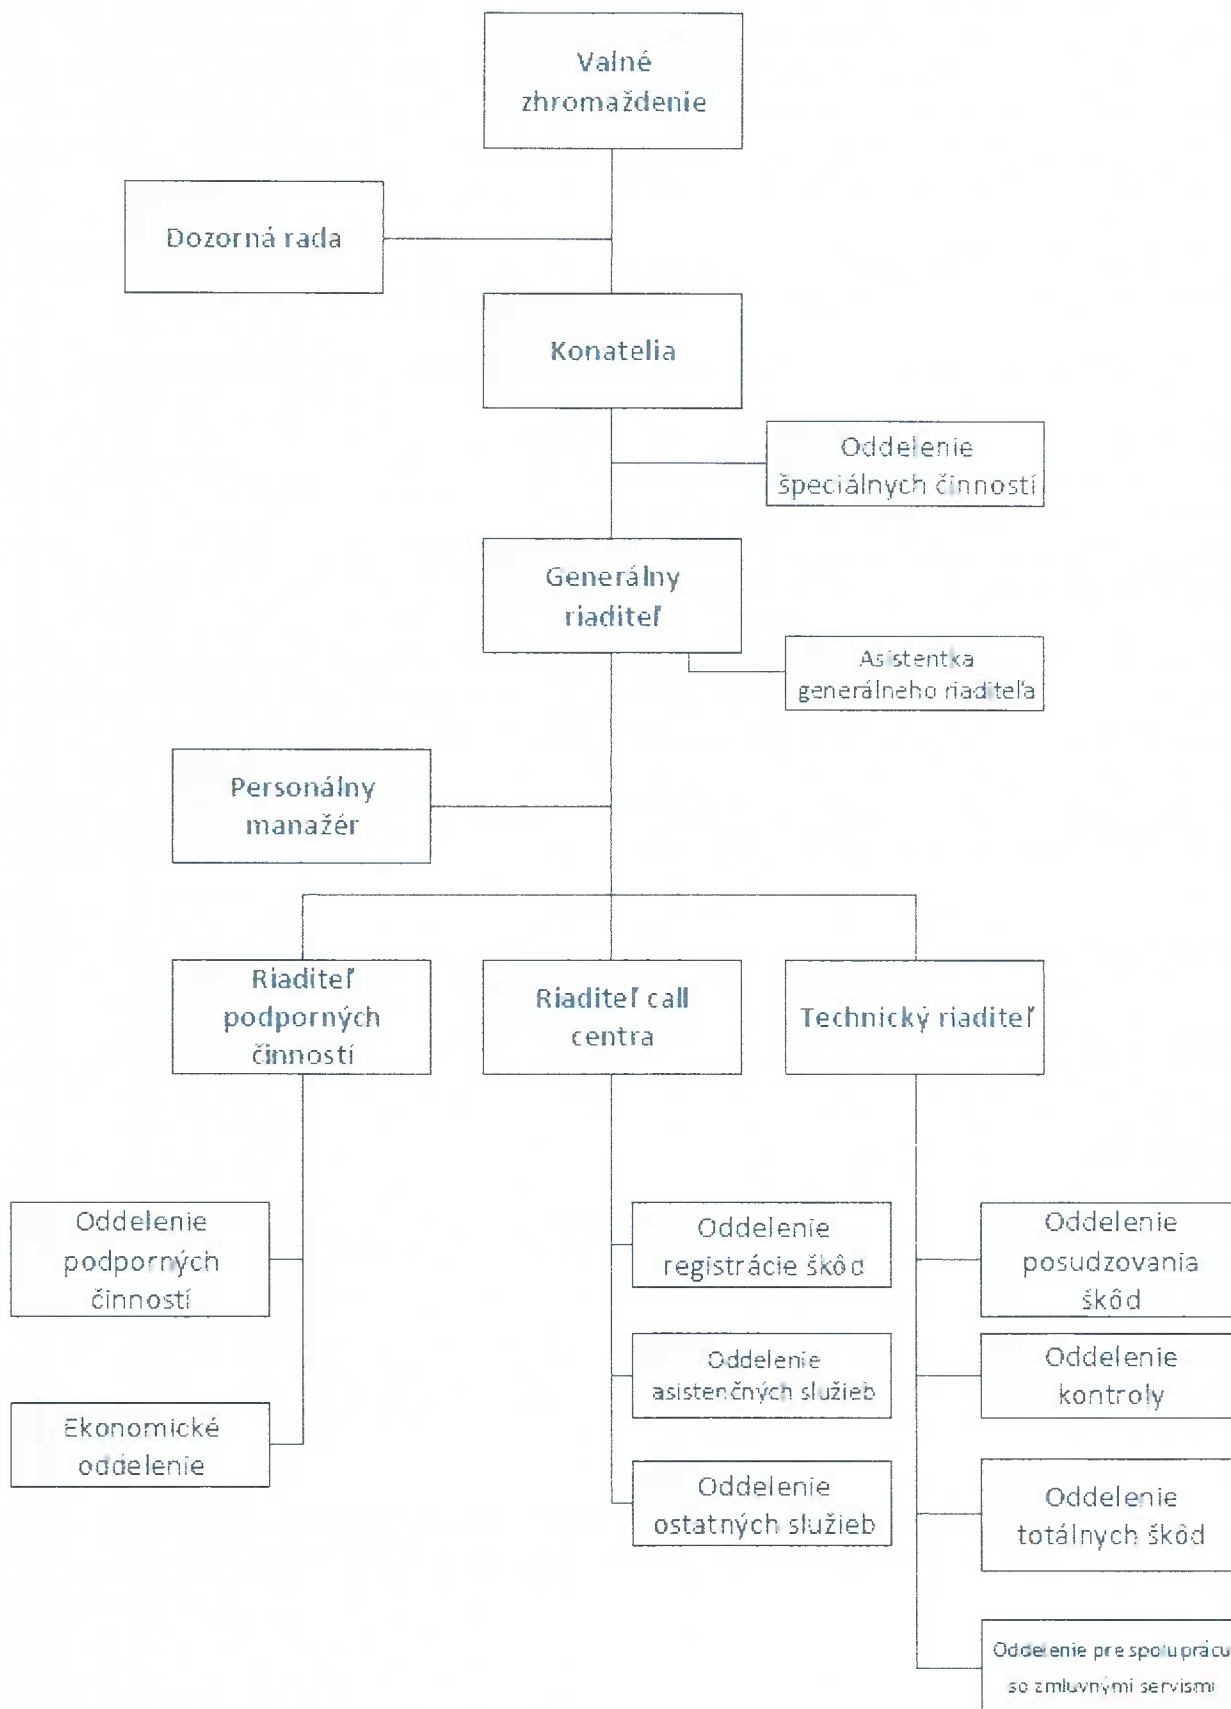 Valné
zhromaždenie
Dozorná rada
Konatelia
Oddelenie
špeciálnych činností
Generálny
riaditeľ
Asistentka
generálneho riaditeľa
Personálny
manažér
Riaditeľ
podporných
činností
Riaditeľ call
centra
Technický riaditeľ
Oddelenie
podporných
činností
Ekonomické
oddelenie
Oddelenie
registrácie škôd
Oddelenie
asistenčných služieb
Oddelenie
ostatných služieb
Oddelenie
posudzovania
škôd
Oddelenie
kontroly
Oddelenie
totálnych škôd
Oddelenie pre spoluprácu
so zmluvnými servismi